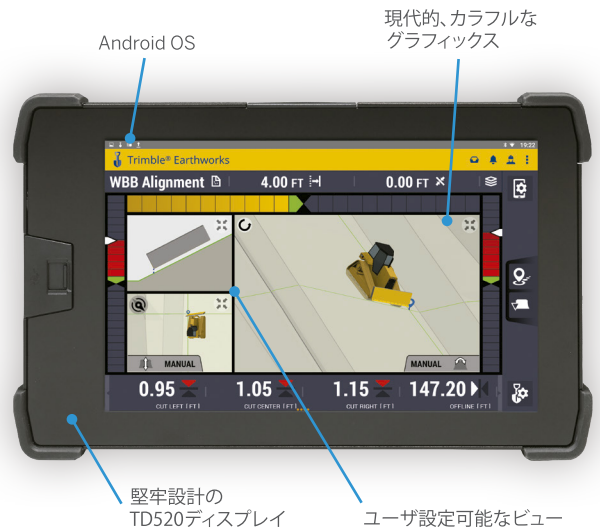 現代的、カラフルな
グラフィックス
Android OS
19:22
Trimble® Earthworks
WBB Alignment
4.00 FT
0.00 FT
MANUAL
MANUAL
0.95
1.05
1.15
147.20
CUT LEFT [FT]
CUT CENTER [FT]
CUT RIGHT [FT]
OFFLINE [FT]
堅牢設計の
TD520ディスプレイ
ユーザ設定可能なビュー